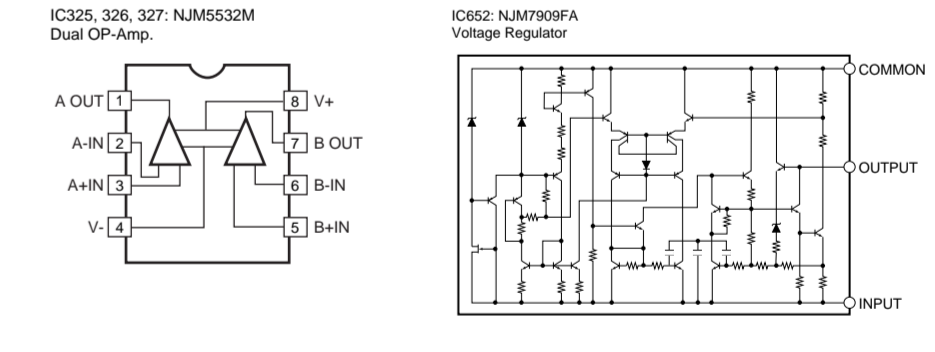 IC325, 326, 327: NJM5532M
Dual OP-Amp.
A OUT 1
A-IN 2
A+IN 3
V- 4
8 V+
7 B OUT
6 B-IN
5 B+IN
IC652: NJM7909FA
Voltage Regulator
COMMON
OUTPUT
INPUT